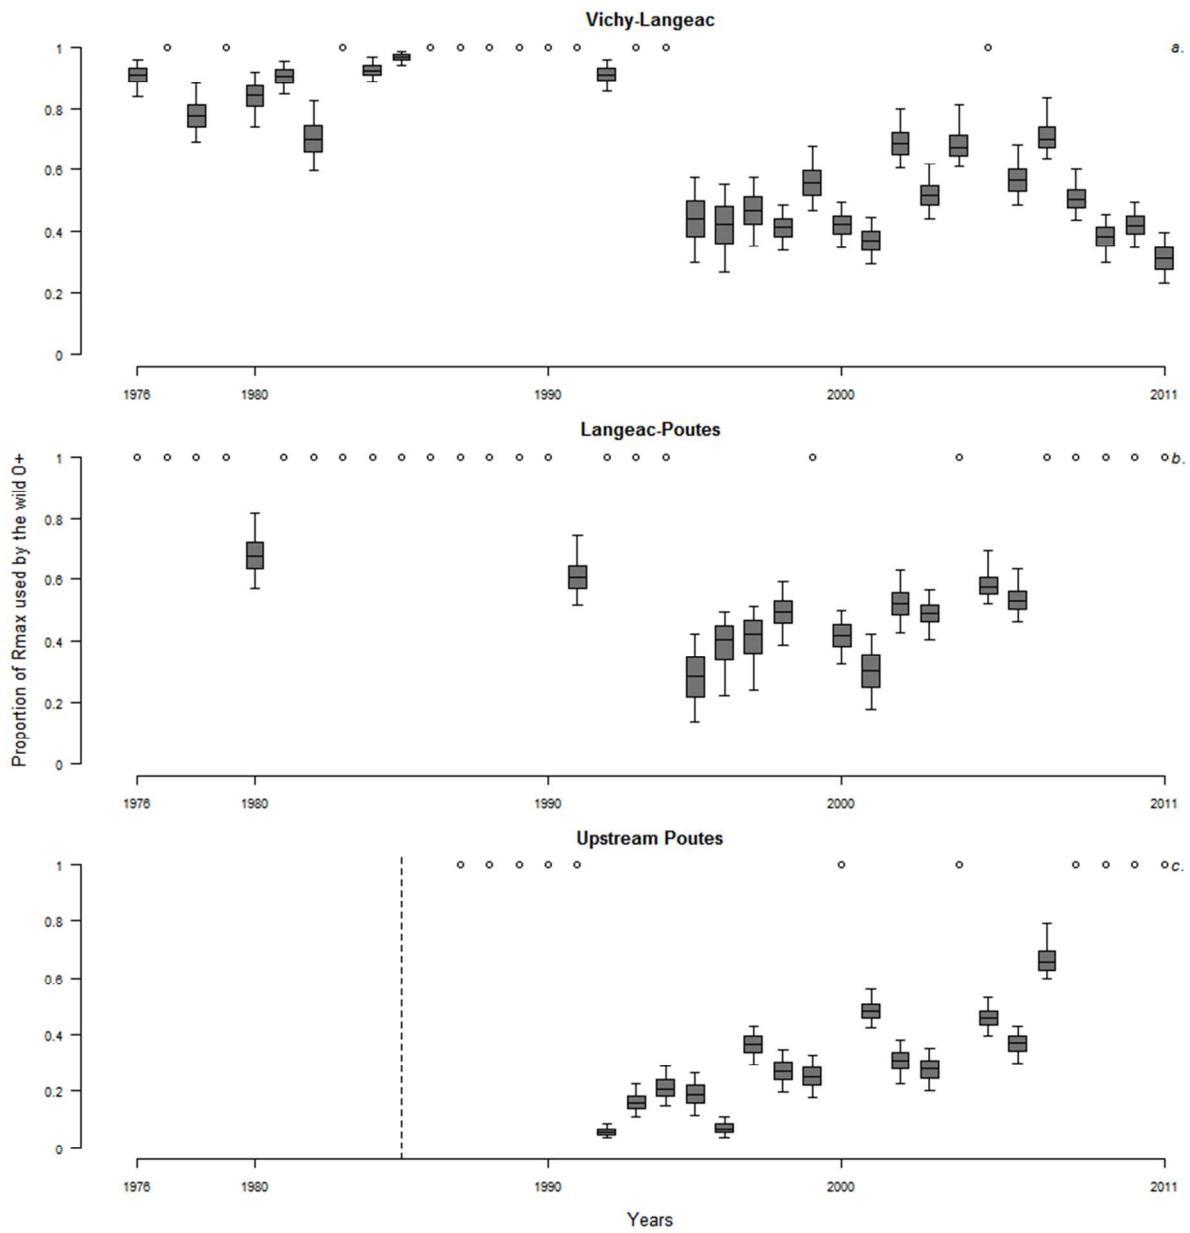 Vichy-Langeac
a.
1
0.8
0.6
0.4
0.2
0
1976 1980 1990 2000 2011
Langeac-Poutes
b.
1
0.8
0.6
0.4
0.2
0
1976 1980 1990 2000 2011
Proportion of Rmax used by the wild 0+
Upstream Poutes
c.
1
0.8
0.6
0.4
0.2
0
1976 1980 1990 2000 2011
Years